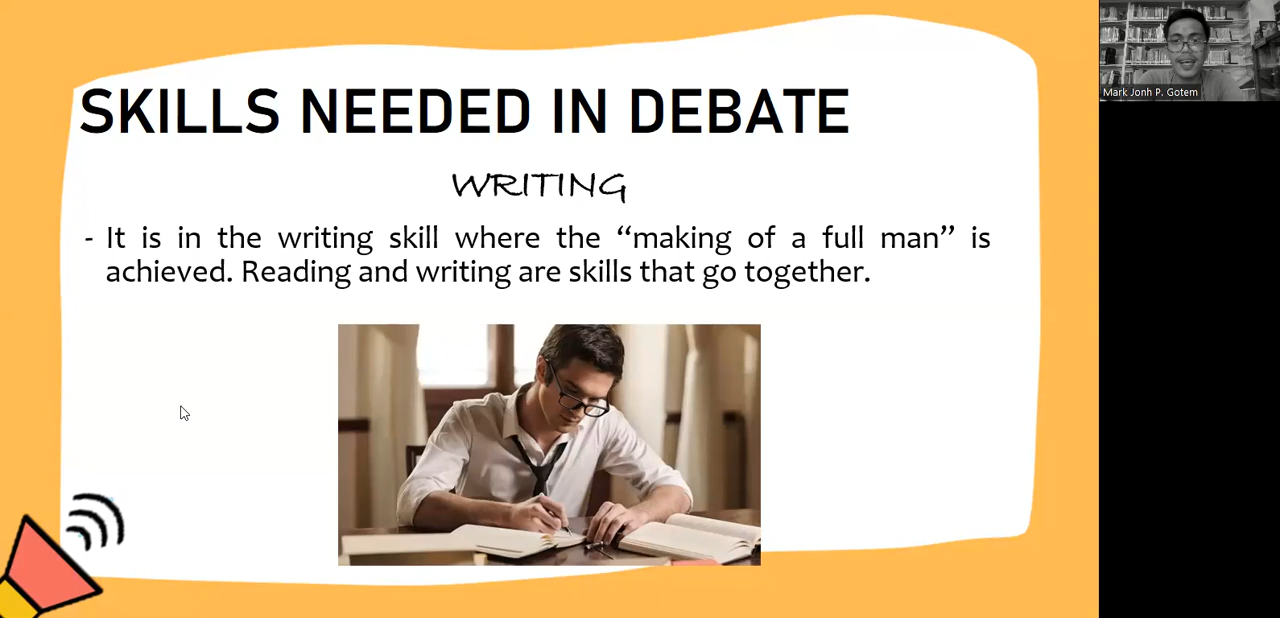 SKILLS NEEDED IN DEBATE
WRITING
- It is in the writing skill where the “making of a full man” is
achieved. Reading and writing are skills that go together.
Mark Jonh P. Gotem